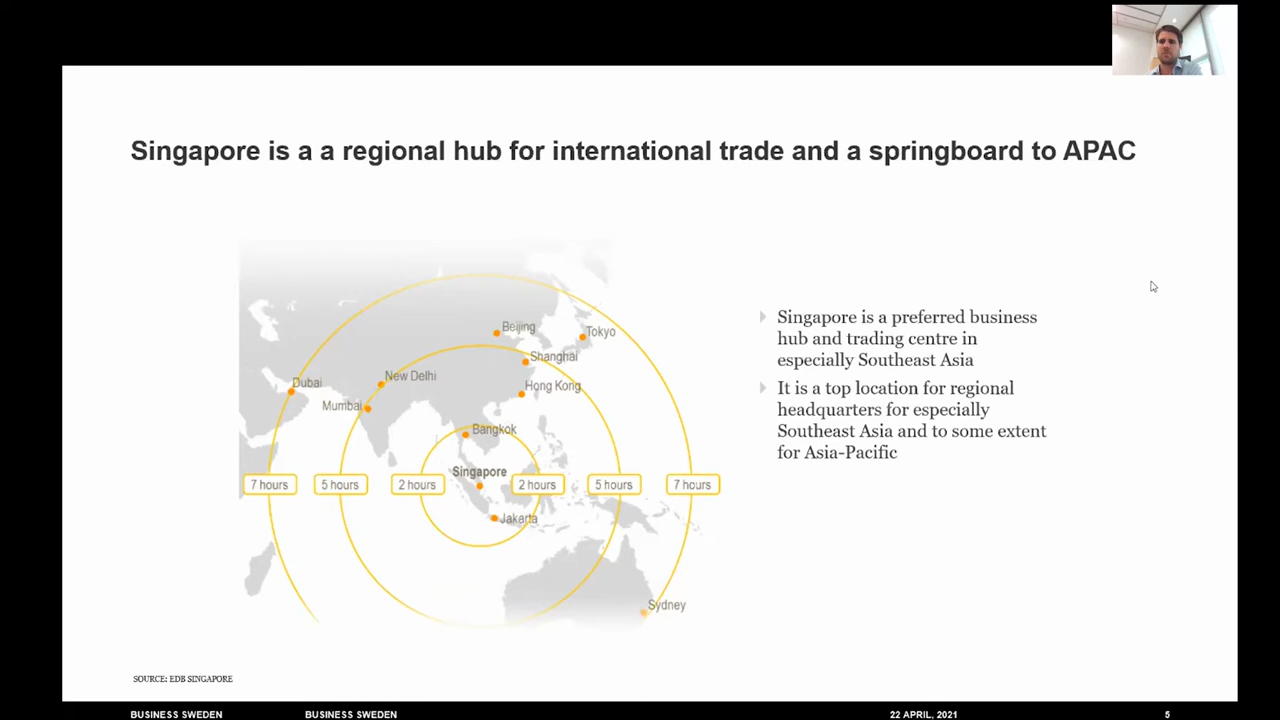 Singapore is a a regional hub for international trade and a springboard to APAC
Beijing
Tokyo
Shanghai
New Delhi
Dubai
Hong Kong
Mumbai
Bangkok
Singapore
7 hours
5 hours
2 hours
2 hours
5 hours
7 hours
Jakarta
Sydney
Singapore is a preferred business
hub and trading centre in
especially Southeast Asia
It is a top location for regional
headquarters for especially
Southeast Asia and to some extent
for Asia-Pacific
SOURCE: EDB SINGAPORE
BUSINESS SWEDEN
BUSINESS SWEDEN
22 APRIL, 2021
5